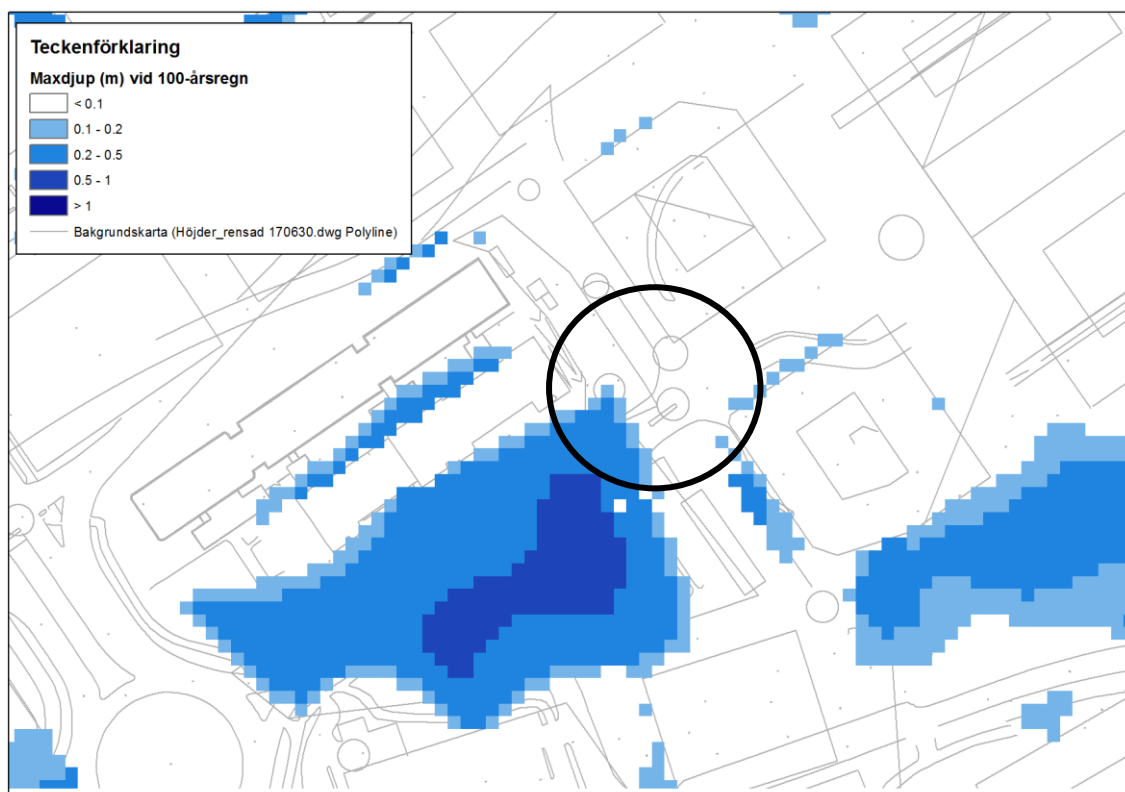 Teckenförklaring
Maxdjup (m) vid 100-årsregn
< 0.1
0.1 - 0.2
0.2 - 0.5
0.5 - 1
> 1
Bakgrundskarta (Höjder_rensad 170630.dwg Polyline)